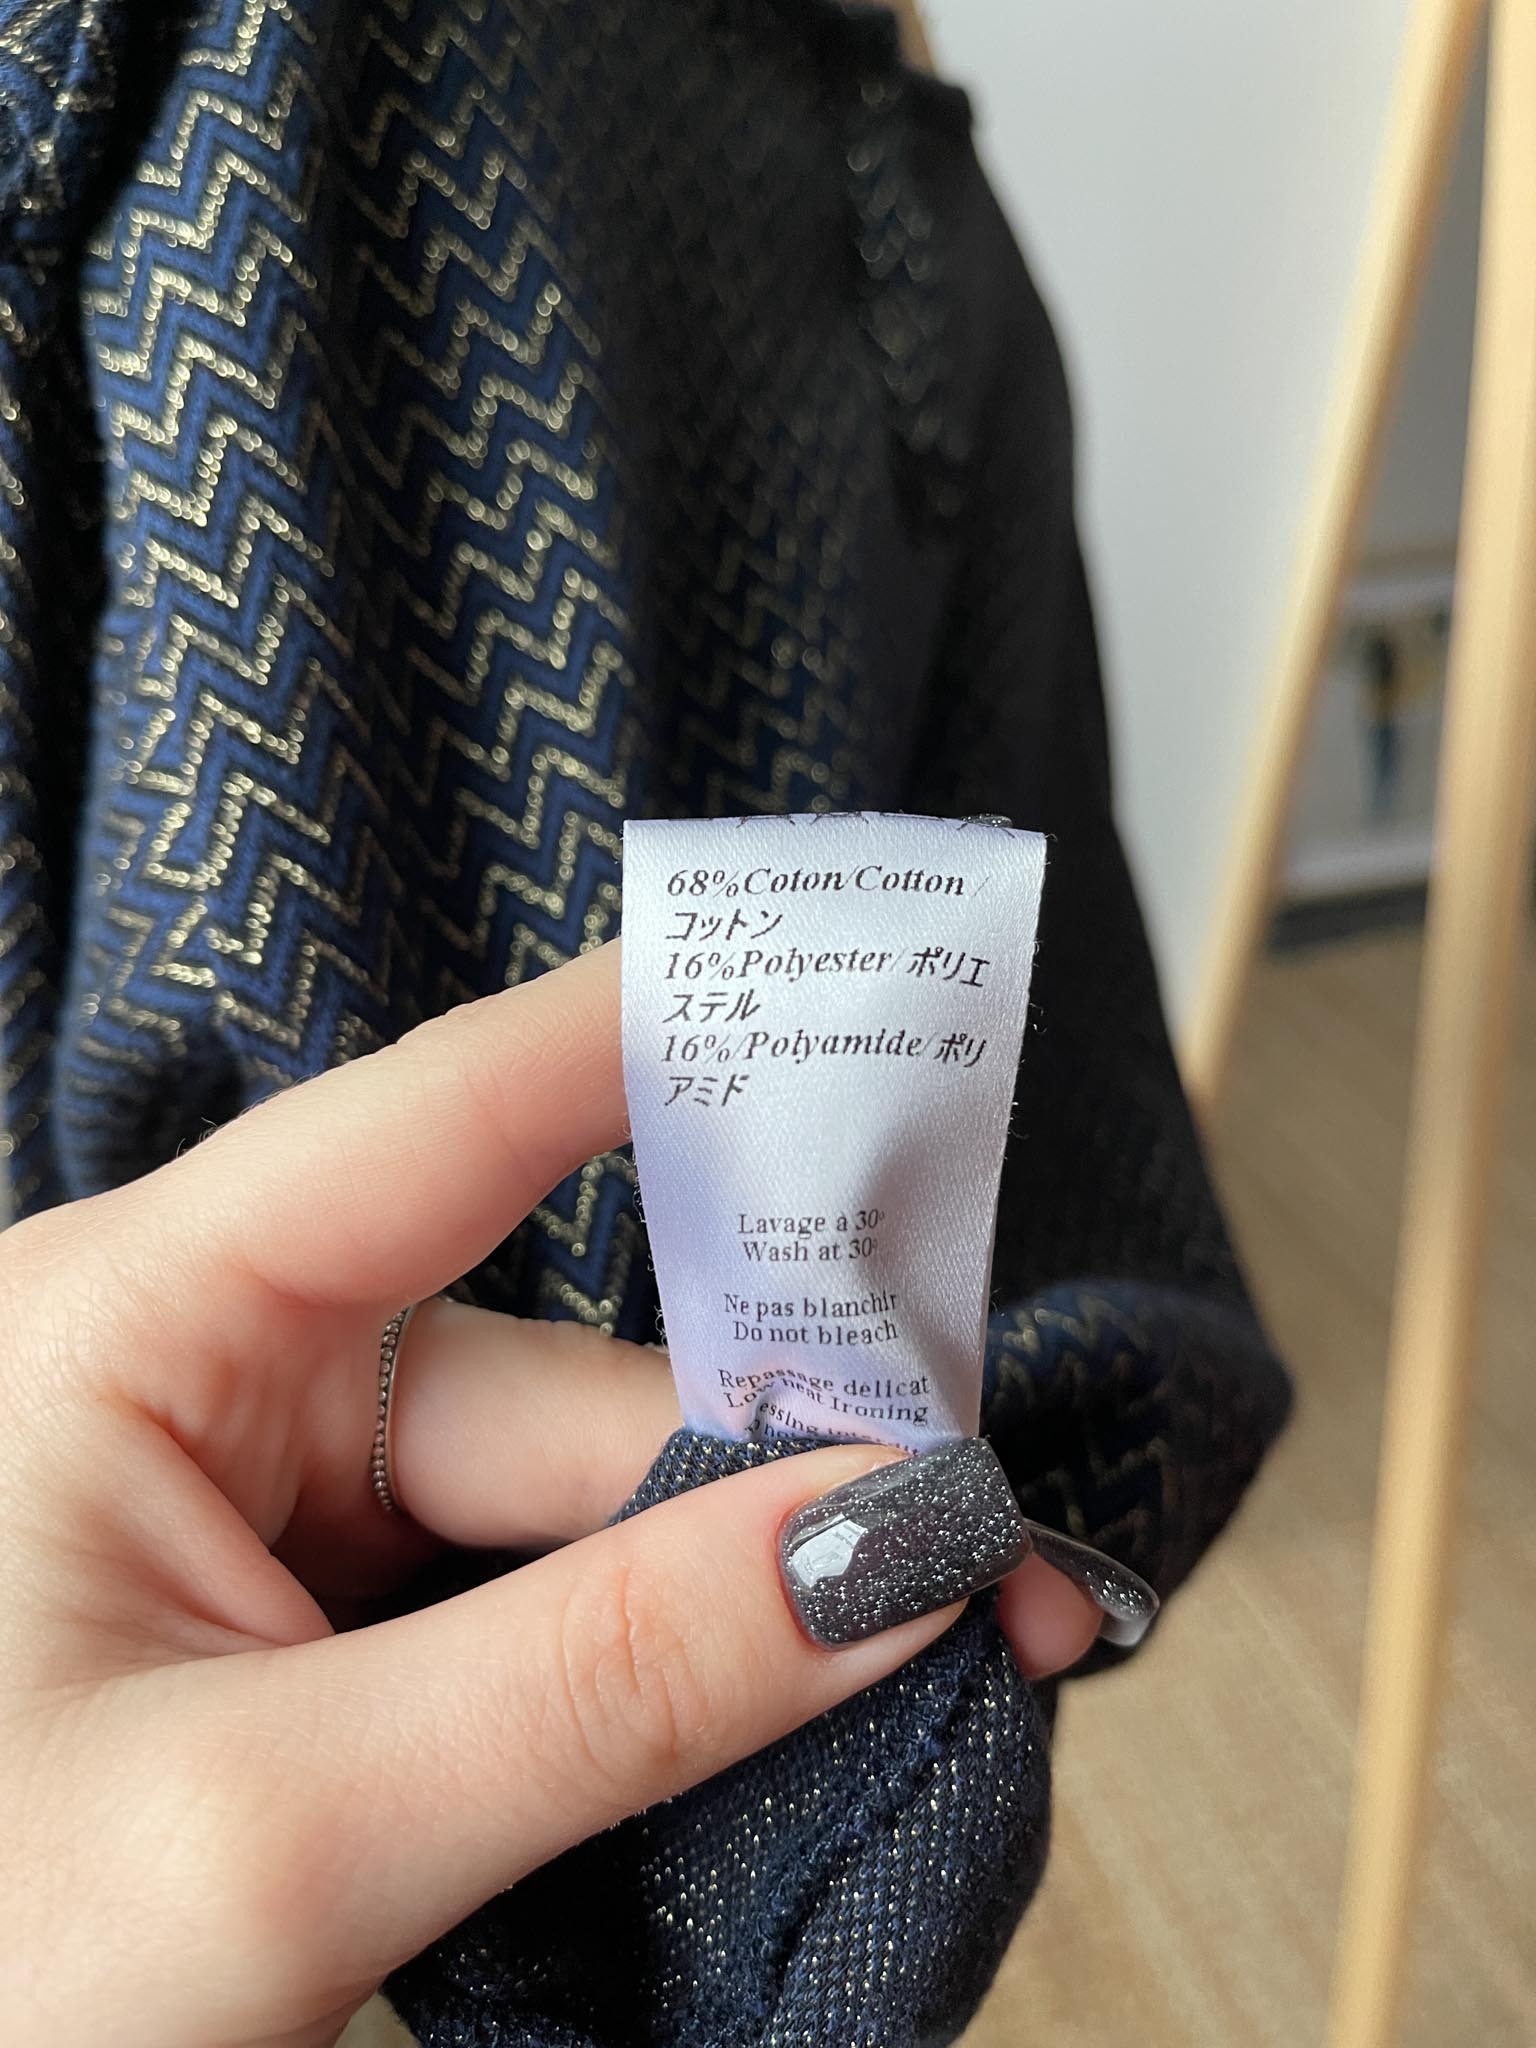 68%Coton/Cotton /
コットン
16%Polyester/ポリエ
ステル
16%/Polyamide/ポリ
アミド
Lavage à 30°
Wash at 30°
Ne pas blanchir
Do not bleach
Repassage délicat
Low heat Ironing